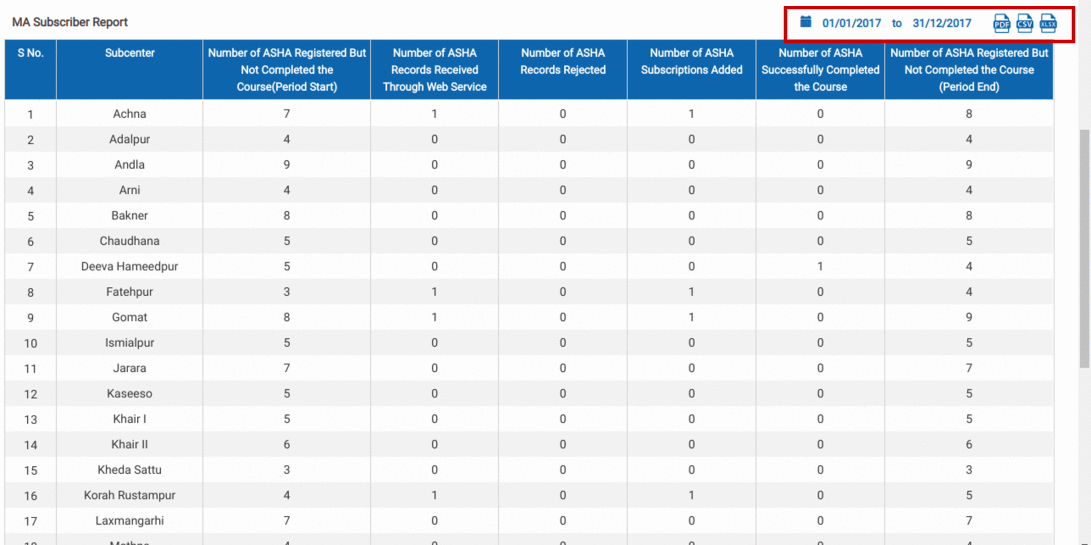 MA Subscriber Report 01/01/2017 to 31/12/2017 PDF CSV XLSX
S No. Subcenter Number of ASHA Registered But Not Completed the Course(Period Start) Number of ASHA Records Received Through Web Service Number of ASHA Records Rejected Number of ASHA Subscriptions Added Number of ASHA Successfully Completed the Course Number of ASHA Registered But Not Completed the Course (Period End)
1 Achna 7 1 0 1 0 8
2 Adalpur 4 0 0 0 0 4
3 Andla 9 0 0 0 0 9
4 Arni 4 0 0 0 0 4
5 Bakner 8 0 0 0 0 8
6 Chaudhana 5 0 0 0 0 5
7 Deeva Hameedpur 5 0 0 0 1 4
8 Fatehpur 3 1 0 1 0 4
9 Gomat 8 1 0 1 0 9
10 Ismialpur 5 0 0 0 0 5
11 Jarara 7 0 0 0 0 7
12 Kaseeso 5 0 0 0 0 5
13 Khair I 5 0 0 0 0 5
14 Khair II 6 0 0 0 0 6
15 Kheda Sattu 3 0 0 0 0 3
16 Korah Rustampur 4 1 0 1 0 5
17 Laxmangarhi 7 0 0 0 0 7